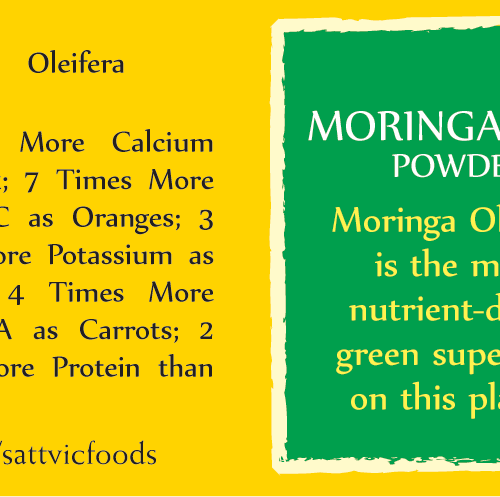 Oleifera
More Calcium
; 7 Times More
C as Oranges; 3
ore Potassium as
4 Times More
A as Carrots; 2
ore Protein than
/sattvicfoods
MORINGA
POWDE
Moringa Ol
is the m
nutrient-d
green supe
on this pla